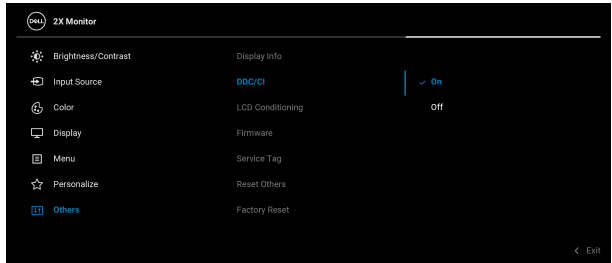 DELL 2X Monitor
Brightness/Contrast Display Info
Input Source DDC/CI On
Color LCD Conditioning Off
Display Firmware
Menu Service Tag
Personalize Reset Others
Others Factory Reset
Exit